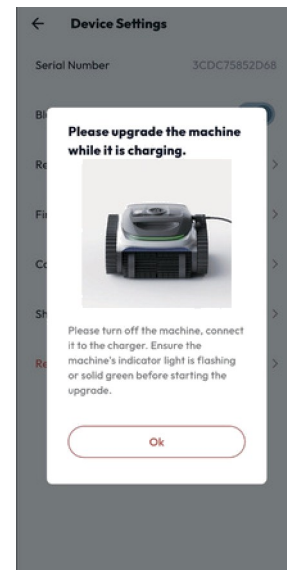 Device Settings
Serial Number 3CDC75852D68
Please upgrade the machine
while it is charging.
Please turn off the machine, connect
it to the charger. Ensure the
machine's indicator light is flashing
or solid green before starting the
upgrade.
Ok